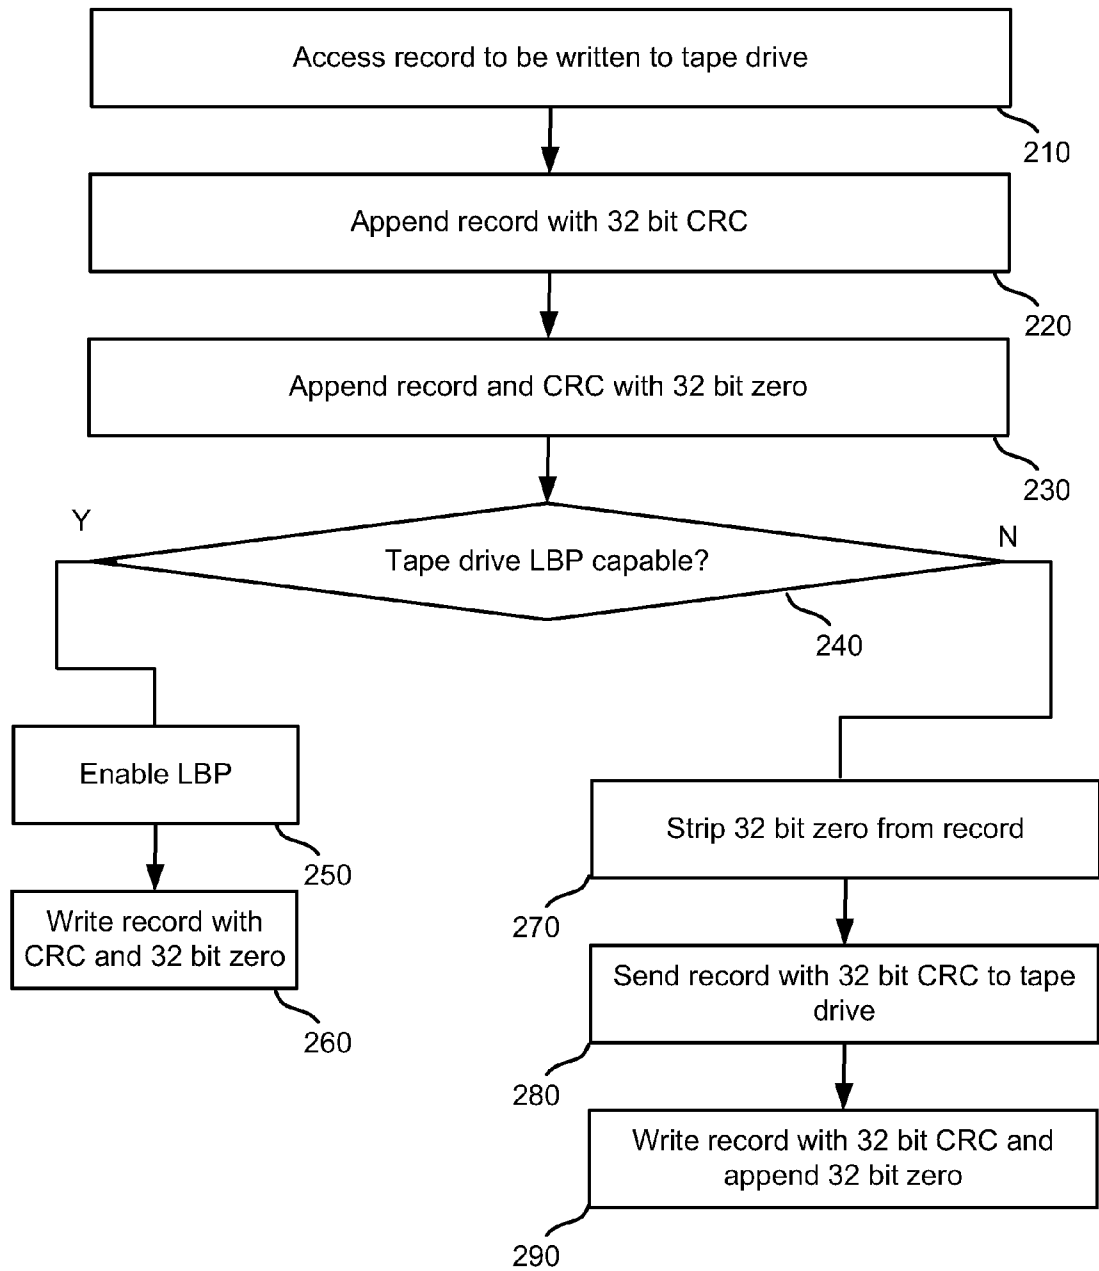 Access record to be written to tape drive
210
Append record with 32 bit CRC
220
Append record and CRC with 32 bit zero
230
Y
N
Tape drive LBP capable?
240
Enable LBP
250
Write record with
CRC and 32 bit zero
260
Strip 32 bit zero from record
270
Send record with 32 bit CRC to tape
drive
280
Write record with 32 bit CRC and
append 32 bit zero
290